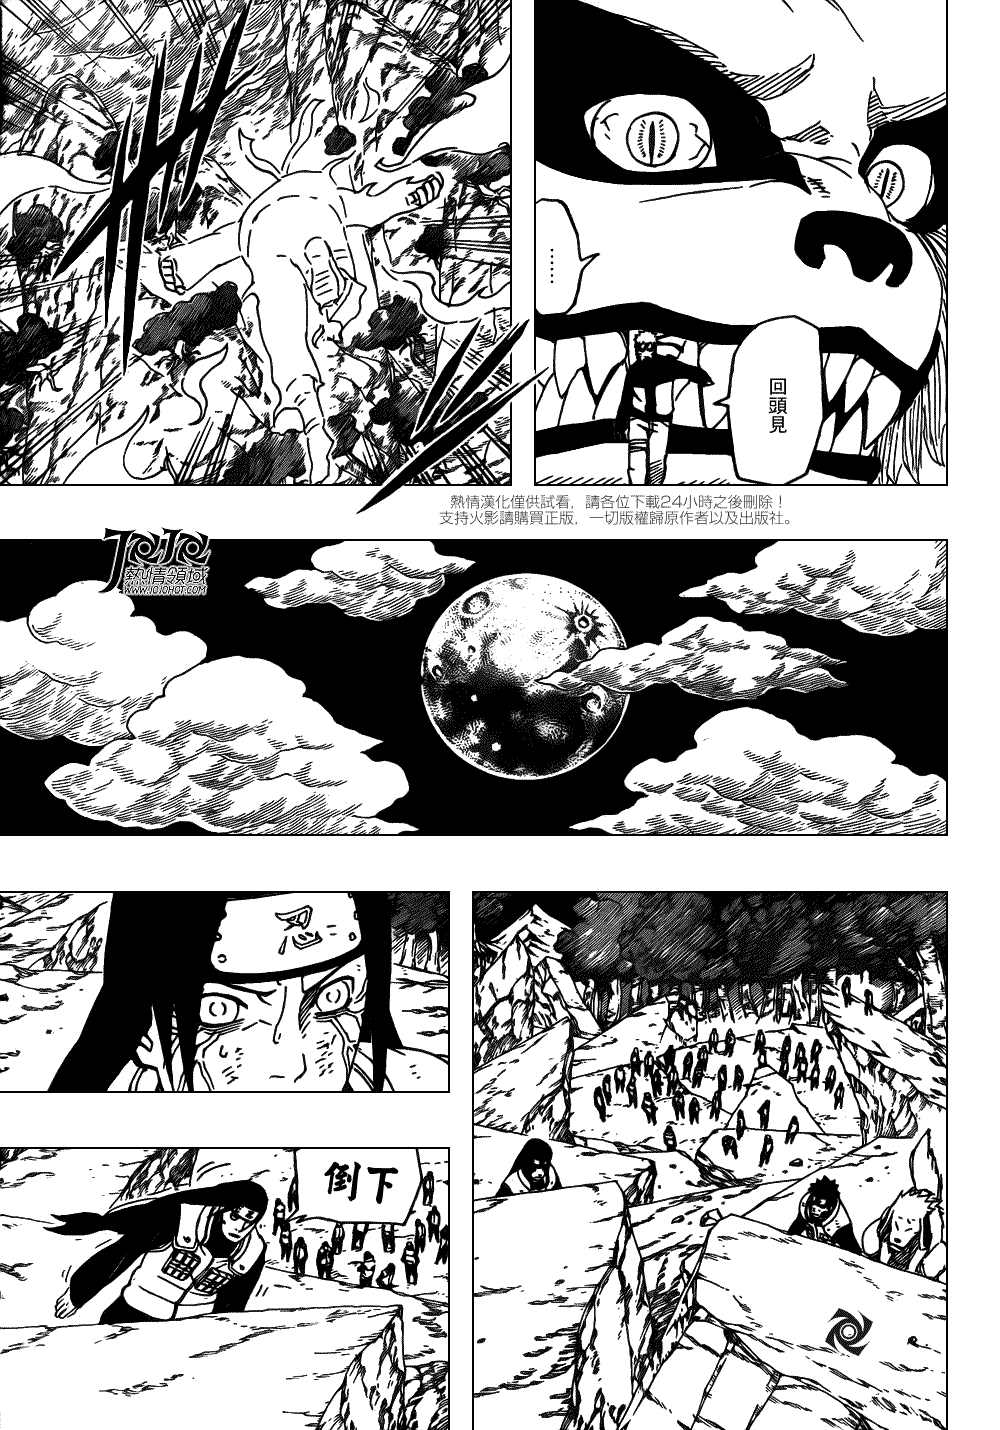 ……
回頭見
熱情漢化僅供試看，請各位下載24小時之後刪除！
支持火影請購買正版，一切版權歸原作者以及出版社。
JOJO
熱情領域
WWW.JOJOHOT.COM
忍
倒下